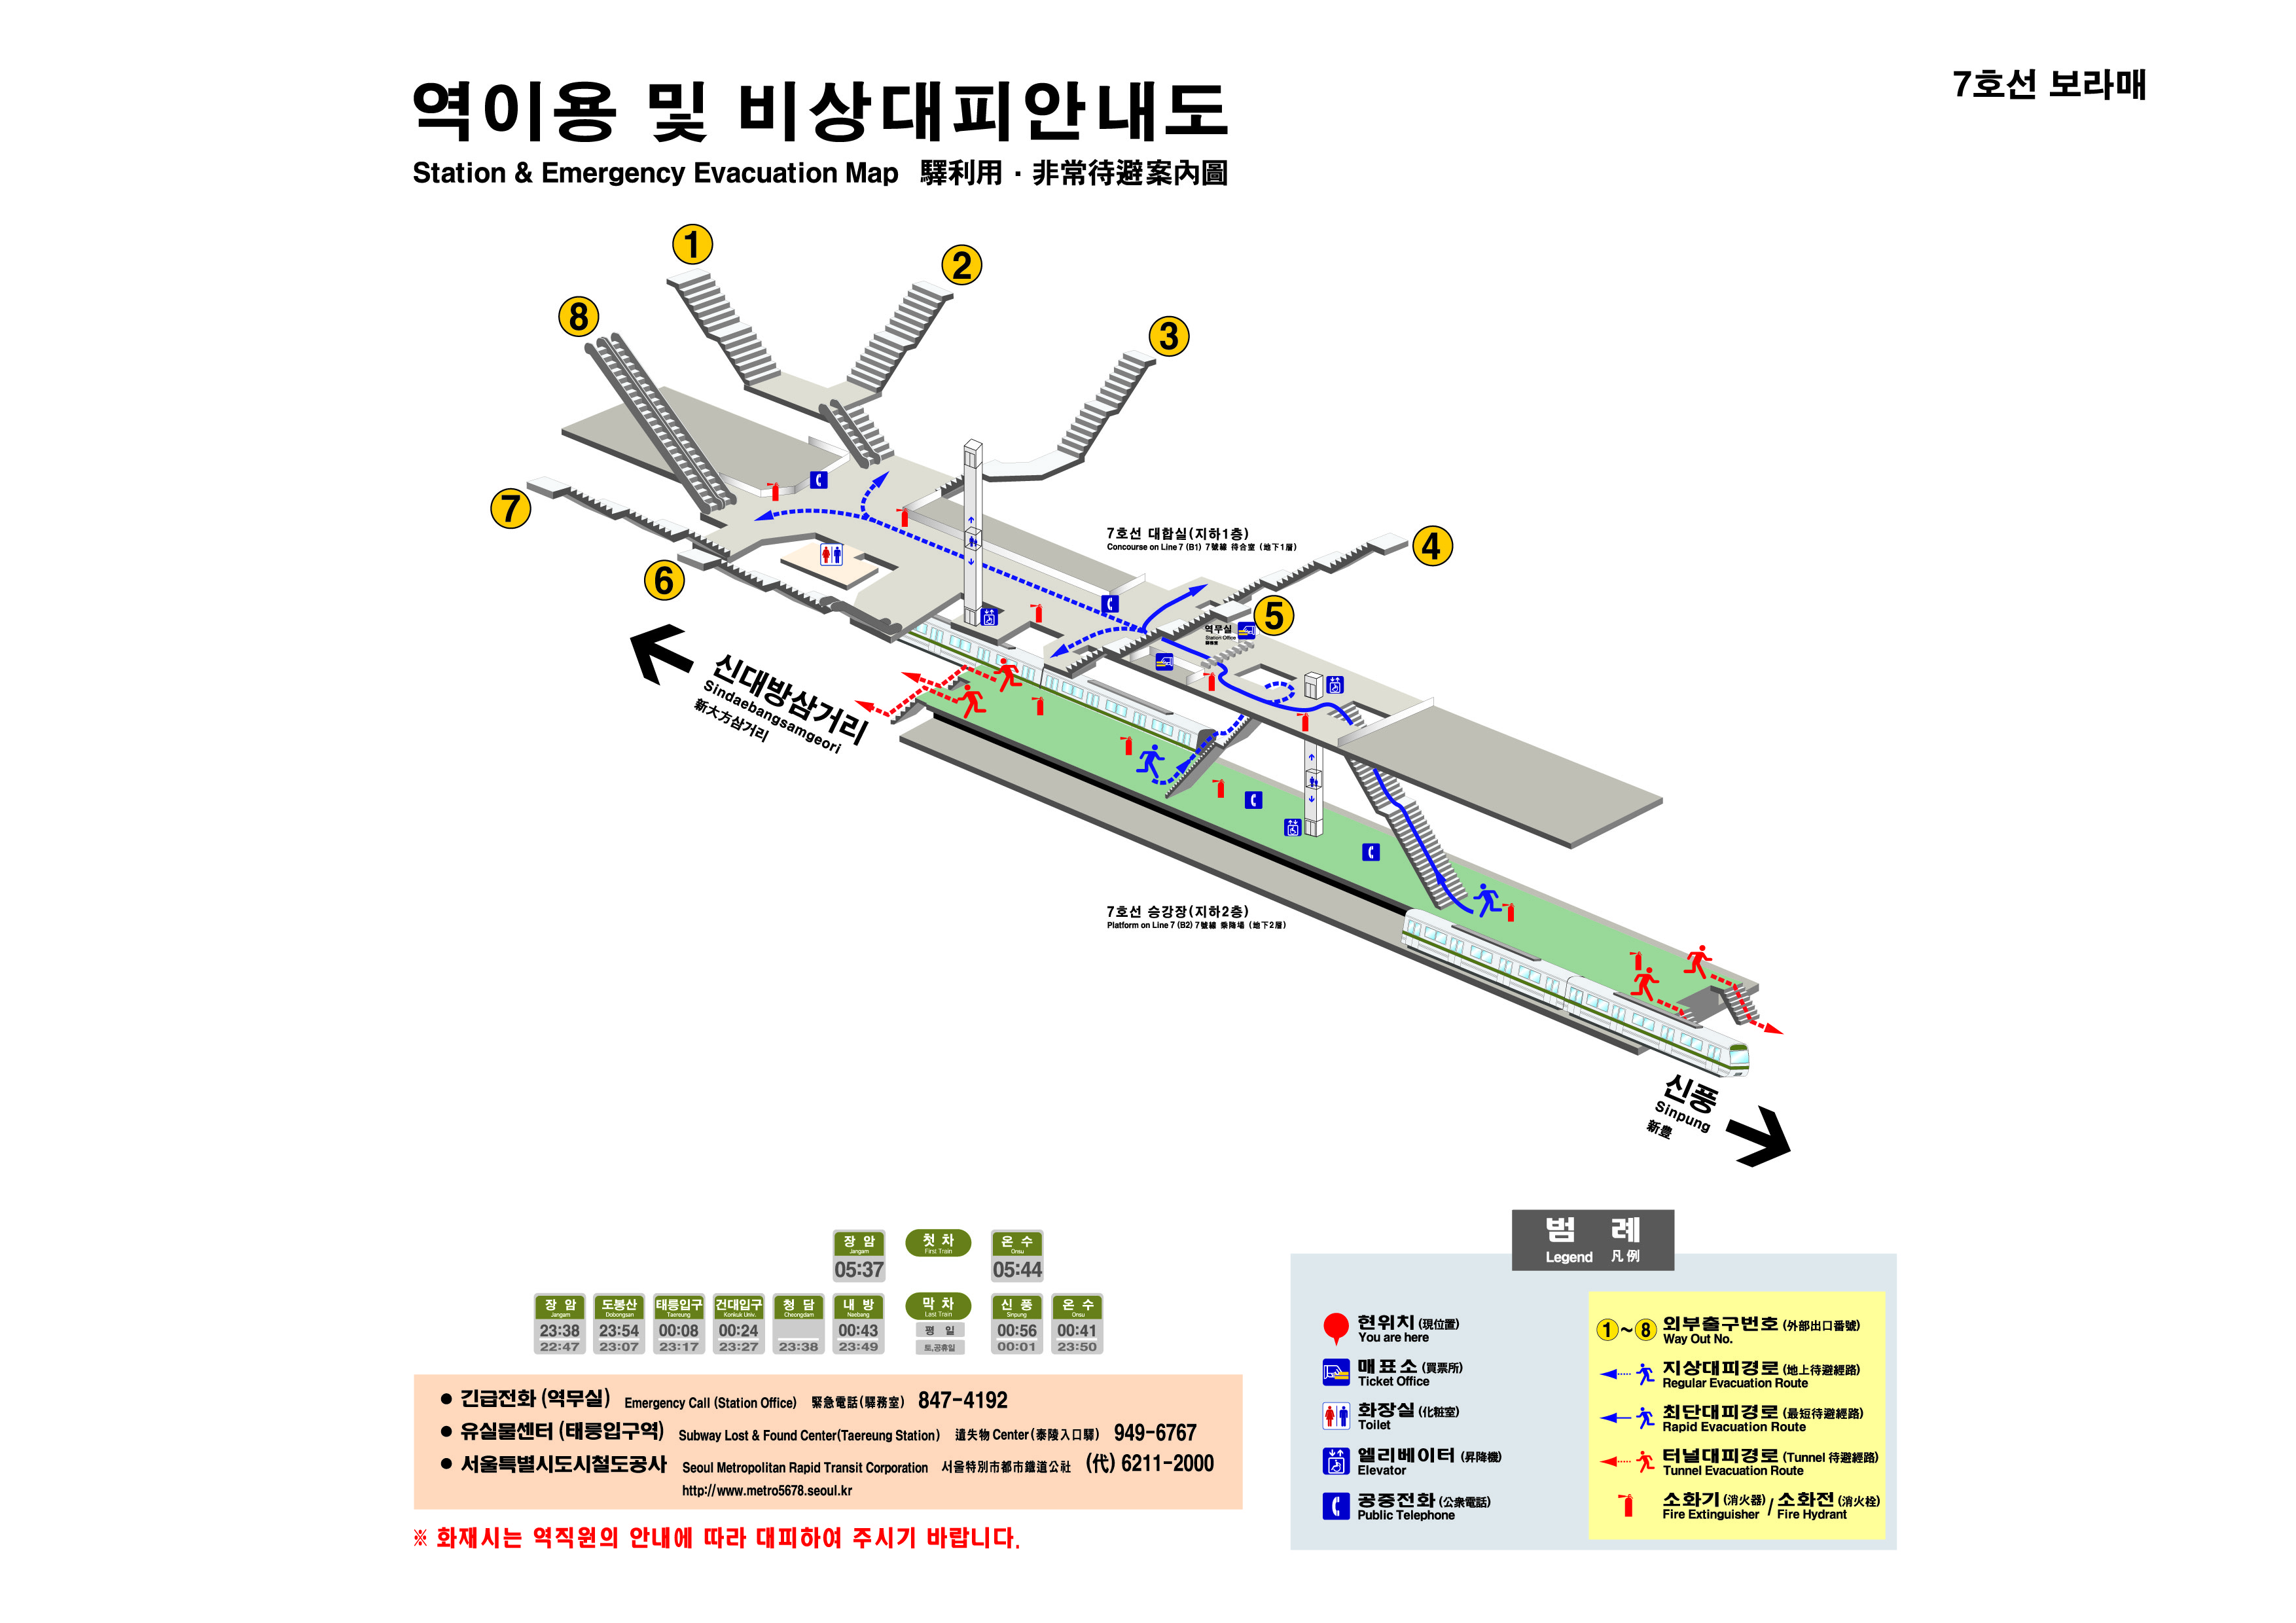 역이용 및 비상대피안내도
Station & Emergency Evacuation Map 驛利用 · 非常待避案內圖
7호선 보라매
1
2
8
3
7
6
4
5
7호선 대합실(지하1층)
Concourse on Line 7 (B1) 7號線 待合室 (地下1層)
역무실
Station Office
驛務室
신대방삼거리
Sindaebangsamgeori
新大方삼거리
7호선 승강장(지하2층)
Platform on Line 7 (B2) 7號線 乘降場 (地下2層)
신풍
Sinpung
新豊
장 암 첫 차 온 수
Jangam First Train Onsu
05:37 05:44
장 암 도봉산 태릉입구 건대입구 청 담 내 방 막 차 신 풍 온 수
Jangam Dobongsan Taereung Konkuk Univ. Cheongdam Naebang Last Train Sinpung Onsu
23:38 23:54 00:08 00:24 00:43 평 일 00:56 00:41
22:47 23:07 23:17 23:27 23:38 23:49 토,공휴일 00:01 23:50
● 긴급전화 (역무실) Emergency Call (Station Office) 緊急電話 (驛務室) 847-4192
● 유실물센터 (태릉입구역) Subway Lost & Found Center(Taereung Station) 遺失物 Center (泰陵入口驛) 949-6767
● 서울특별시도시철도공사 Seoul Metropolitan Rapid Transit Corporation 서울特別市都市鐵道公社 (代) 6211-2000
http://www.metro5678.seoul.kr
※ 화재시는 역직원의 안내에 따라 대피하여 주시기 바랍니다.
범 례
Legend 凡例
현위치 (現位置)
You are here
매표소 (買票所)
Ticket Office
화장실 (化粧室)
Toilet
엘리베이터 (昇降機)
Elevator
공중전화 (公衆電話)
Public Telephone
1~8 외부출구번호 (外部出口番號)
Way Out No.
지상대피경로 (地上待避經路)
Regular Evacuation Route
최단대피경로 (最短待避經路)
Rapid Evacuation Route
터널대피경로 (Tunnel 待避經路)
Tunnel Evacuation Route
소화기 (消火器) / 소화전 (消火栓)
Fire Extinguisher / Fire Hydrant